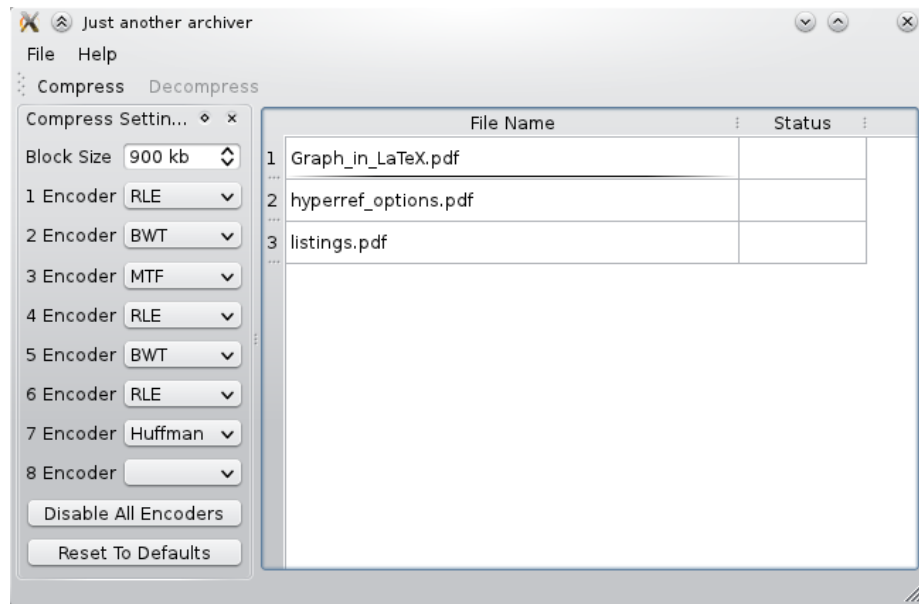 Just another archiver
File Help
Compress Decompress
Compress Settin...
Block Size 900 kb
1 Encoder RLE
2 Encoder BWT
3 Encoder MTF
4 Encoder RLE
5 Encoder BWT
6 Encoder RLE
7 Encoder Huffman
8 Encoder
Disable All Encoders
Reset To Defaults
File Name Status
1 Graph_in_LaTeX.pdf
2 hyperref_options.pdf
3 listings.pdf